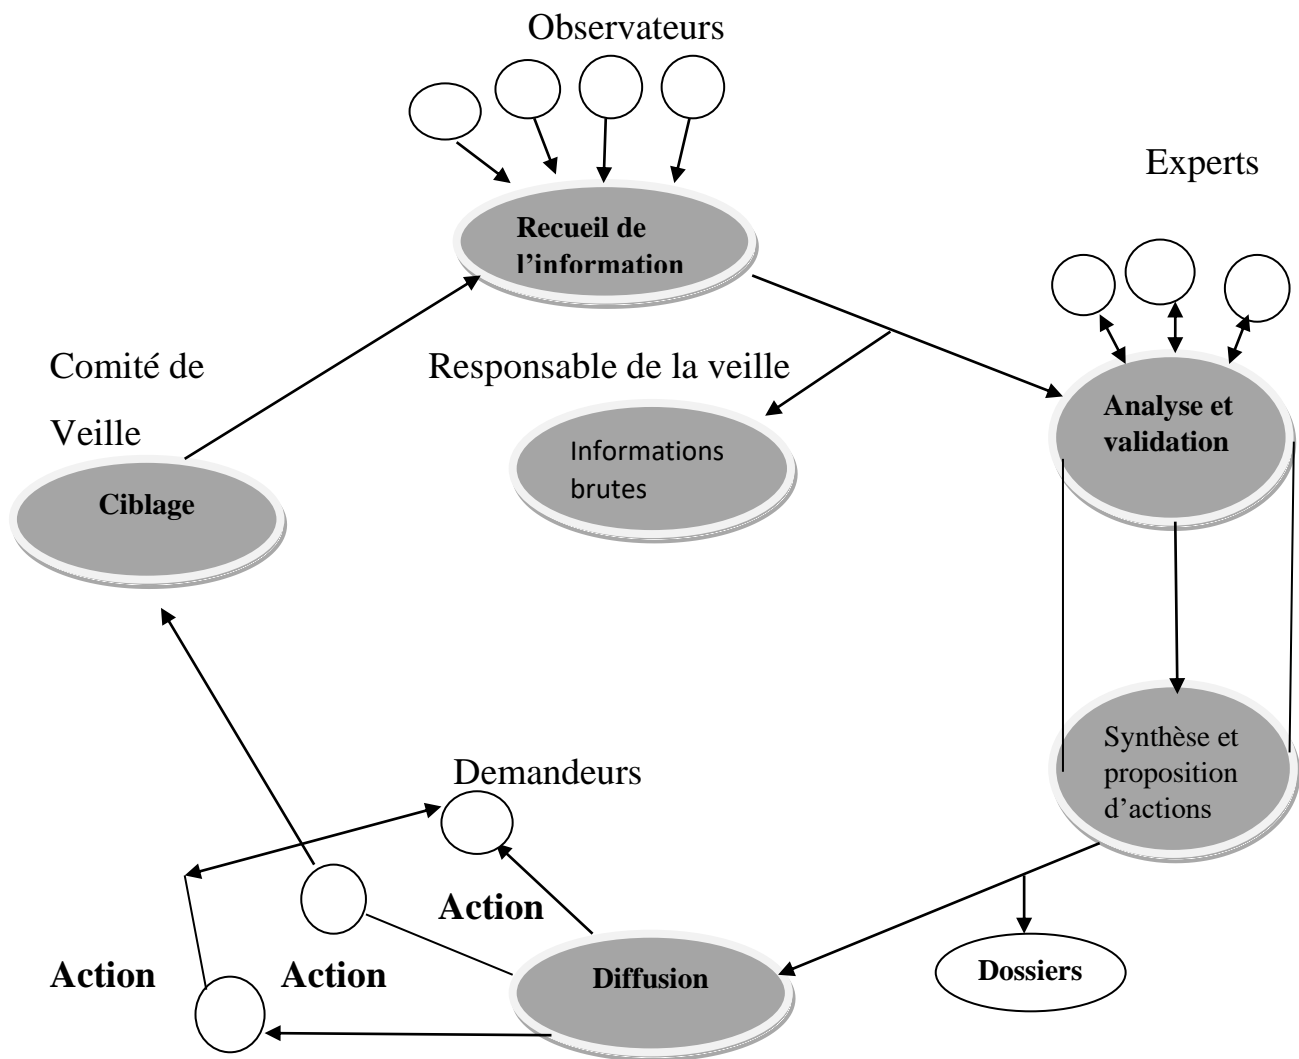 Observateurs
Experts
Recueil de
l’information
Comité de
Veille
Responsable de la veille
Analyse et
validation
Informations
brutes
Ciblage
Synthèse et
proposition
d’actions
Demandeurs
Action
Action
Action
Diffusion
Dossiers